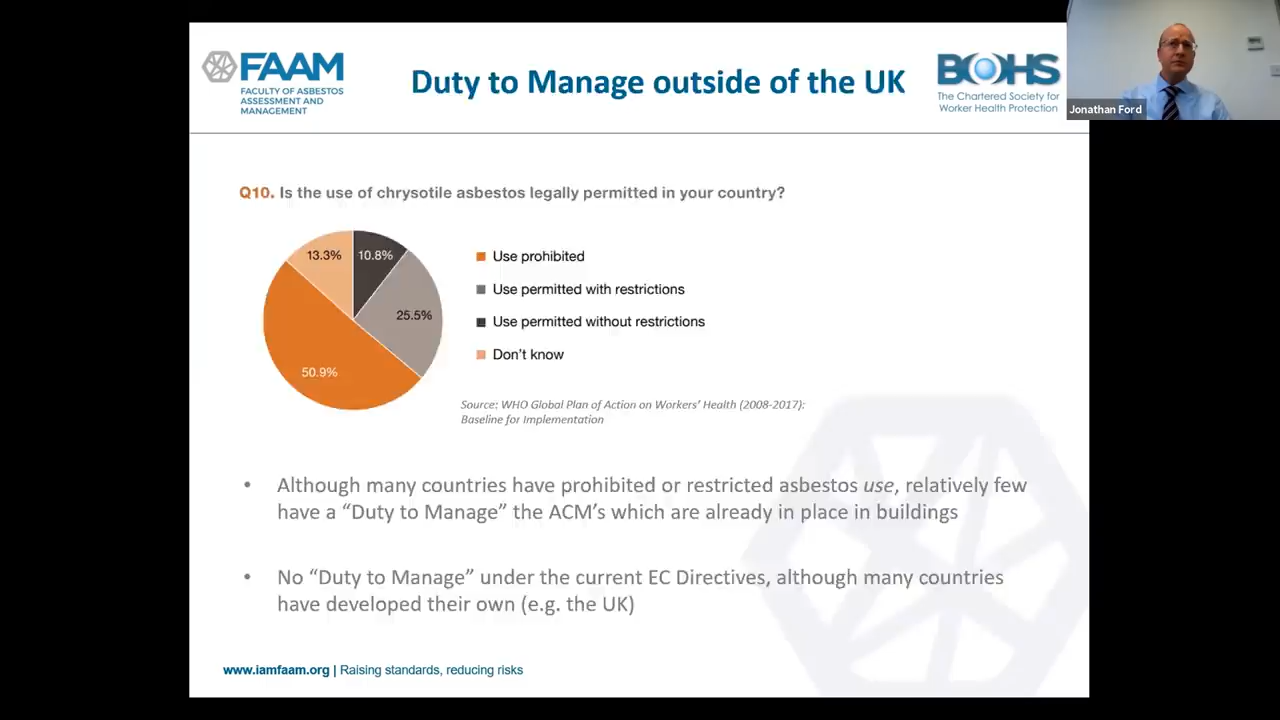 FAAM
FACULTY OF ASBESTOS
ASSESSMENT AND
MANAGEMENT
Duty to Manage outside of the UK
BOHS
The Chartered Society for
Worker Health Protection
Jonathan Ford
Q10. Is the use of chrysotile asbestos legally permitted in your country?
13.3%
10.8%
25.5%
50.9%
Use prohibited
Use permitted with restrictions
Use permitted without restrictions
Don't know
Source: WHO Global Plan of Action on Workers' Health (2008-2017):
Baseline for Implementation
• Although many countries have prohibited or restricted asbestos use, relatively few
have a “Duty to Manage” the ACM's which are already in place in buildings
• No “Duty to Manage” under the current EC Directives, although many countries
have developed their own (e.g. the UK)
www.iamfaam.org | Raising standards, reducing risks